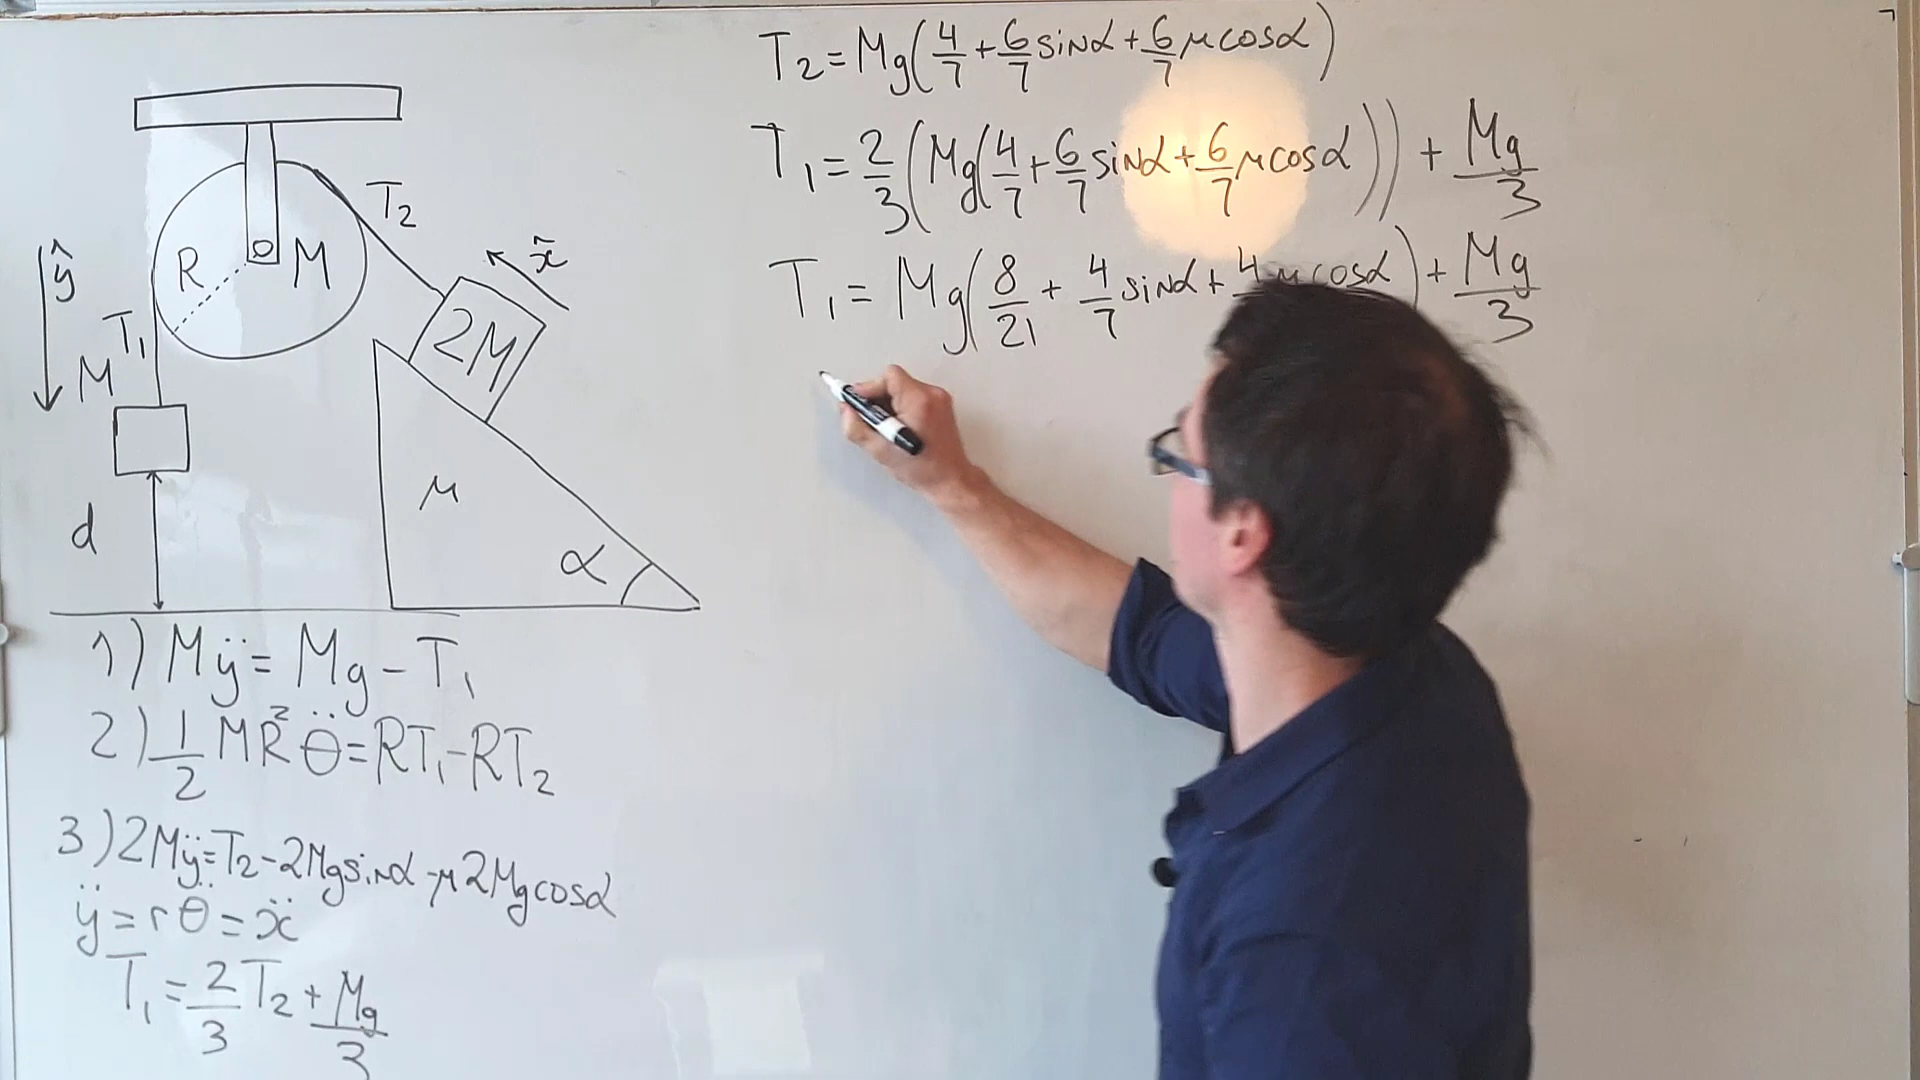 T₂
R
M
x̂
ŷ
T₁
M
2M
μ
d
α
1) Mÿ = Mg - T₁
2) 1/2 MR² θ̈ = RT₁ - RT₂
3) 2Mÿ = T₂ - 2Mg sinα - μ2Mg cosα
ÿ = rθ̈ = ẍ
T₁ = 2/3 T₂ + Mg/3
T₂ = Mg(4/7 + 6/7 sinα + 6/7 μcosα)
T₁ = 2/3 (Mg(4/7 + 6/7 sinα + 6/7 μcosα)) + Mg/3
T₁ = Mg(8/21 + 4/7 sinα + 4 μcosα) + Mg/3